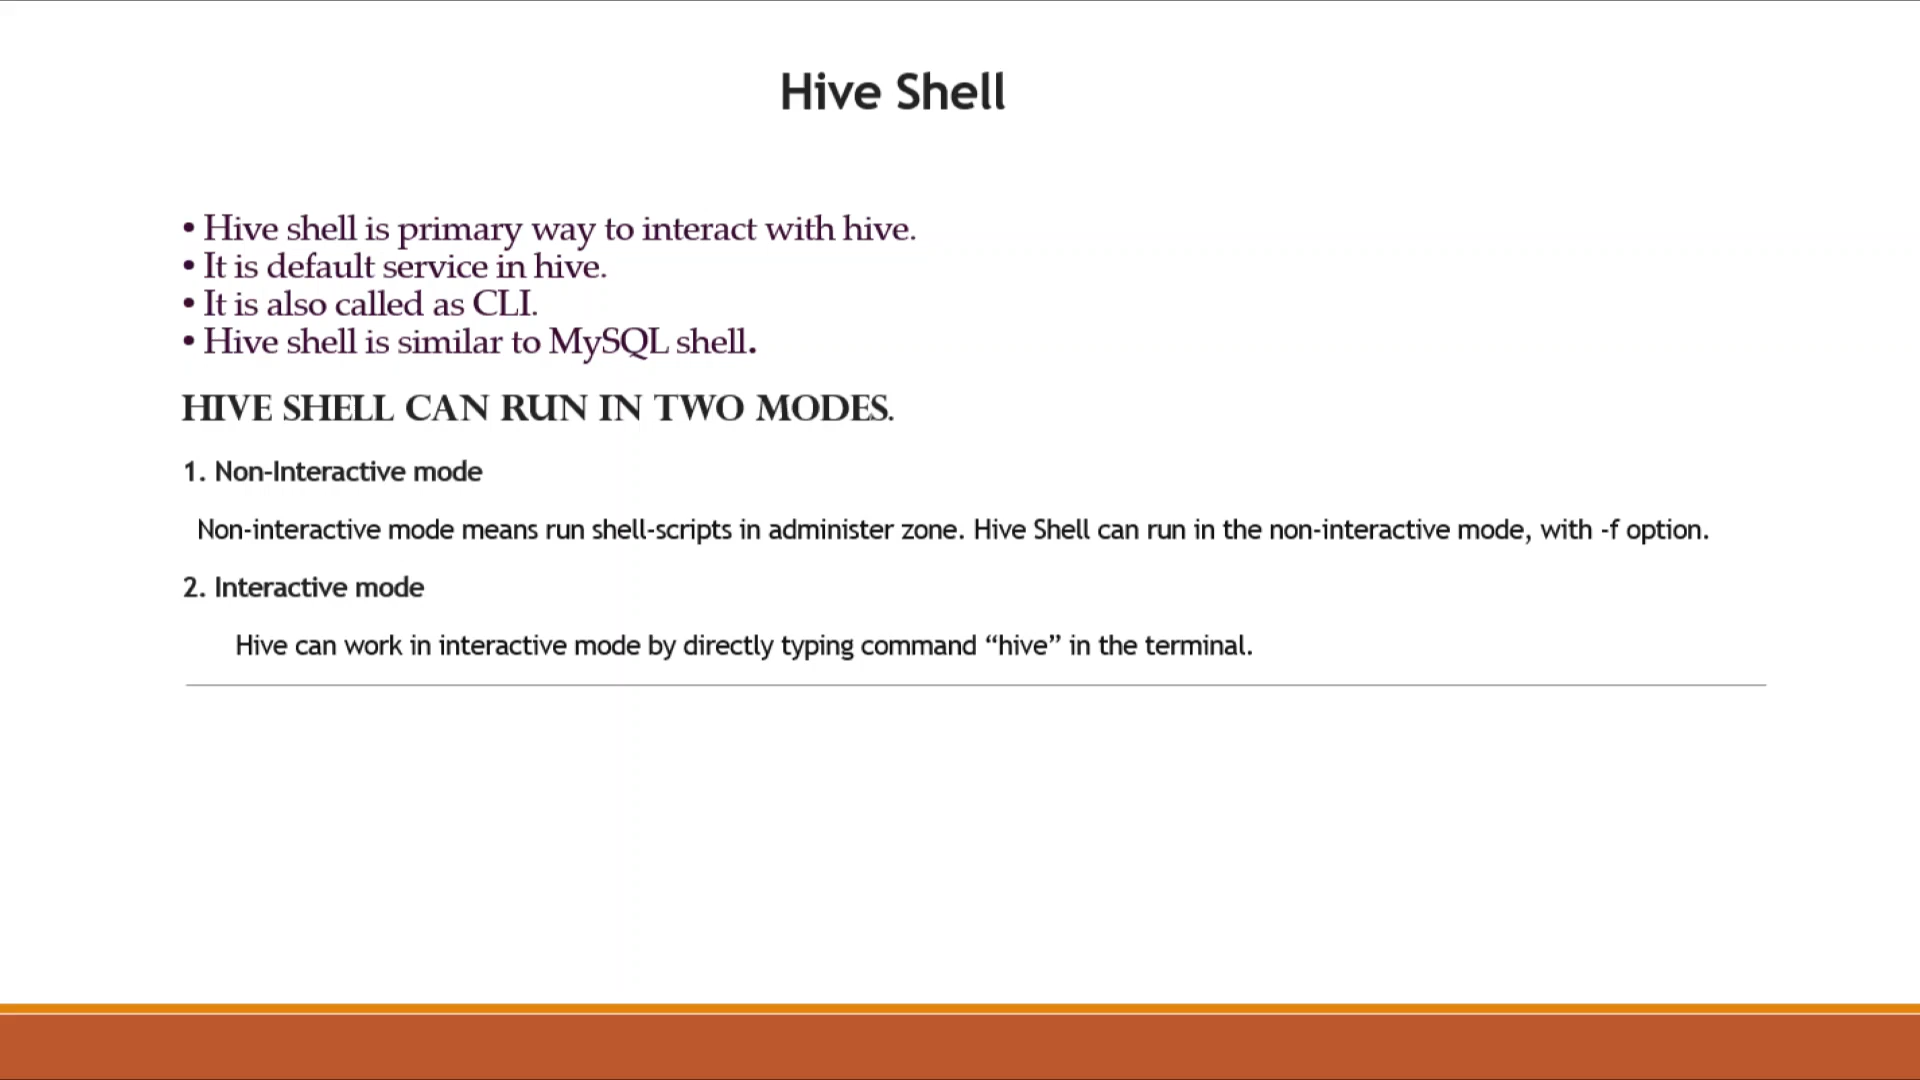 Hive Shell
• Hive shell is primary way to interact with hive.
• It is default service in hive.
• It is also called as CLI.
• Hive shell is similar to MySQL shell.
HIVE SHELL CAN RUN IN TWO MODES.
1. Non-Interactive mode
Non-interactive mode means run shell-scripts in administer zone. Hive Shell can run in the non-interactive mode, with -f option.
2. Interactive mode
Hive can work in interactive mode by directly typing command “hive” in the terminal.